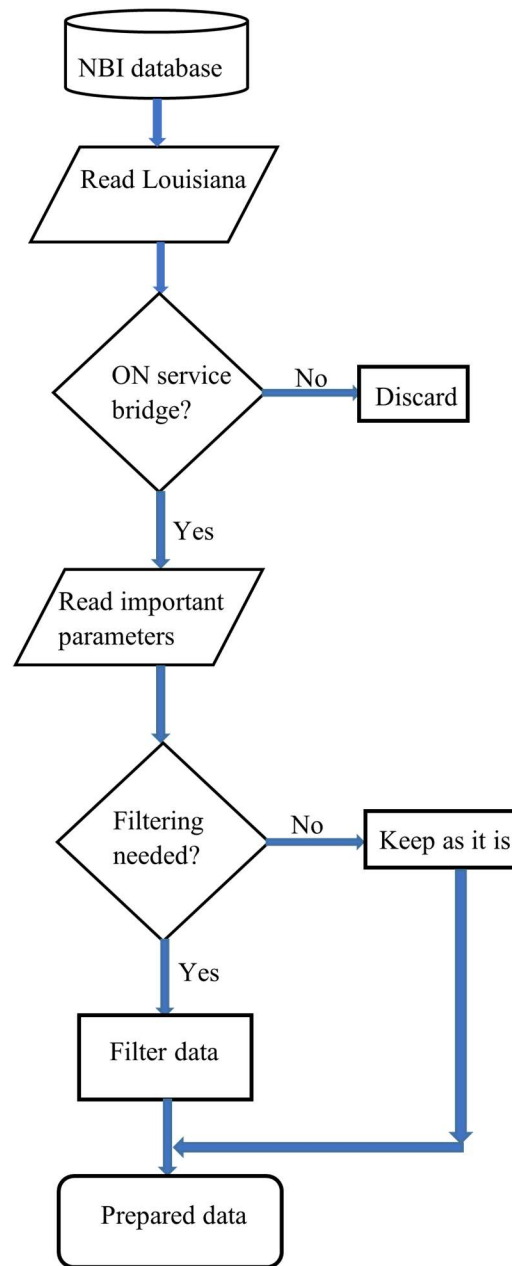 NBI database
Read Louisiana
ON service
bridge?
No
Discard
Yes
Read important
parameters
Filtering
needed?
No
Keep as it is
Yes
Filter data
Prepared data